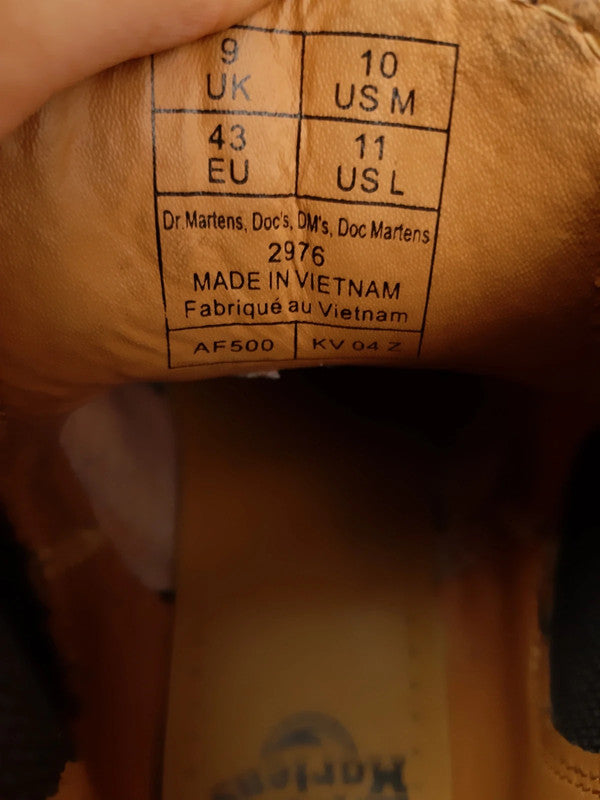 9 10
UK US M
43 11
EU US L
Dr.Martens, Doc's, DM's, Doc Martens
2976
MADE IN VIETNAM
Fabriqué au Vietnam
AF500 KV 04 Z
Martens